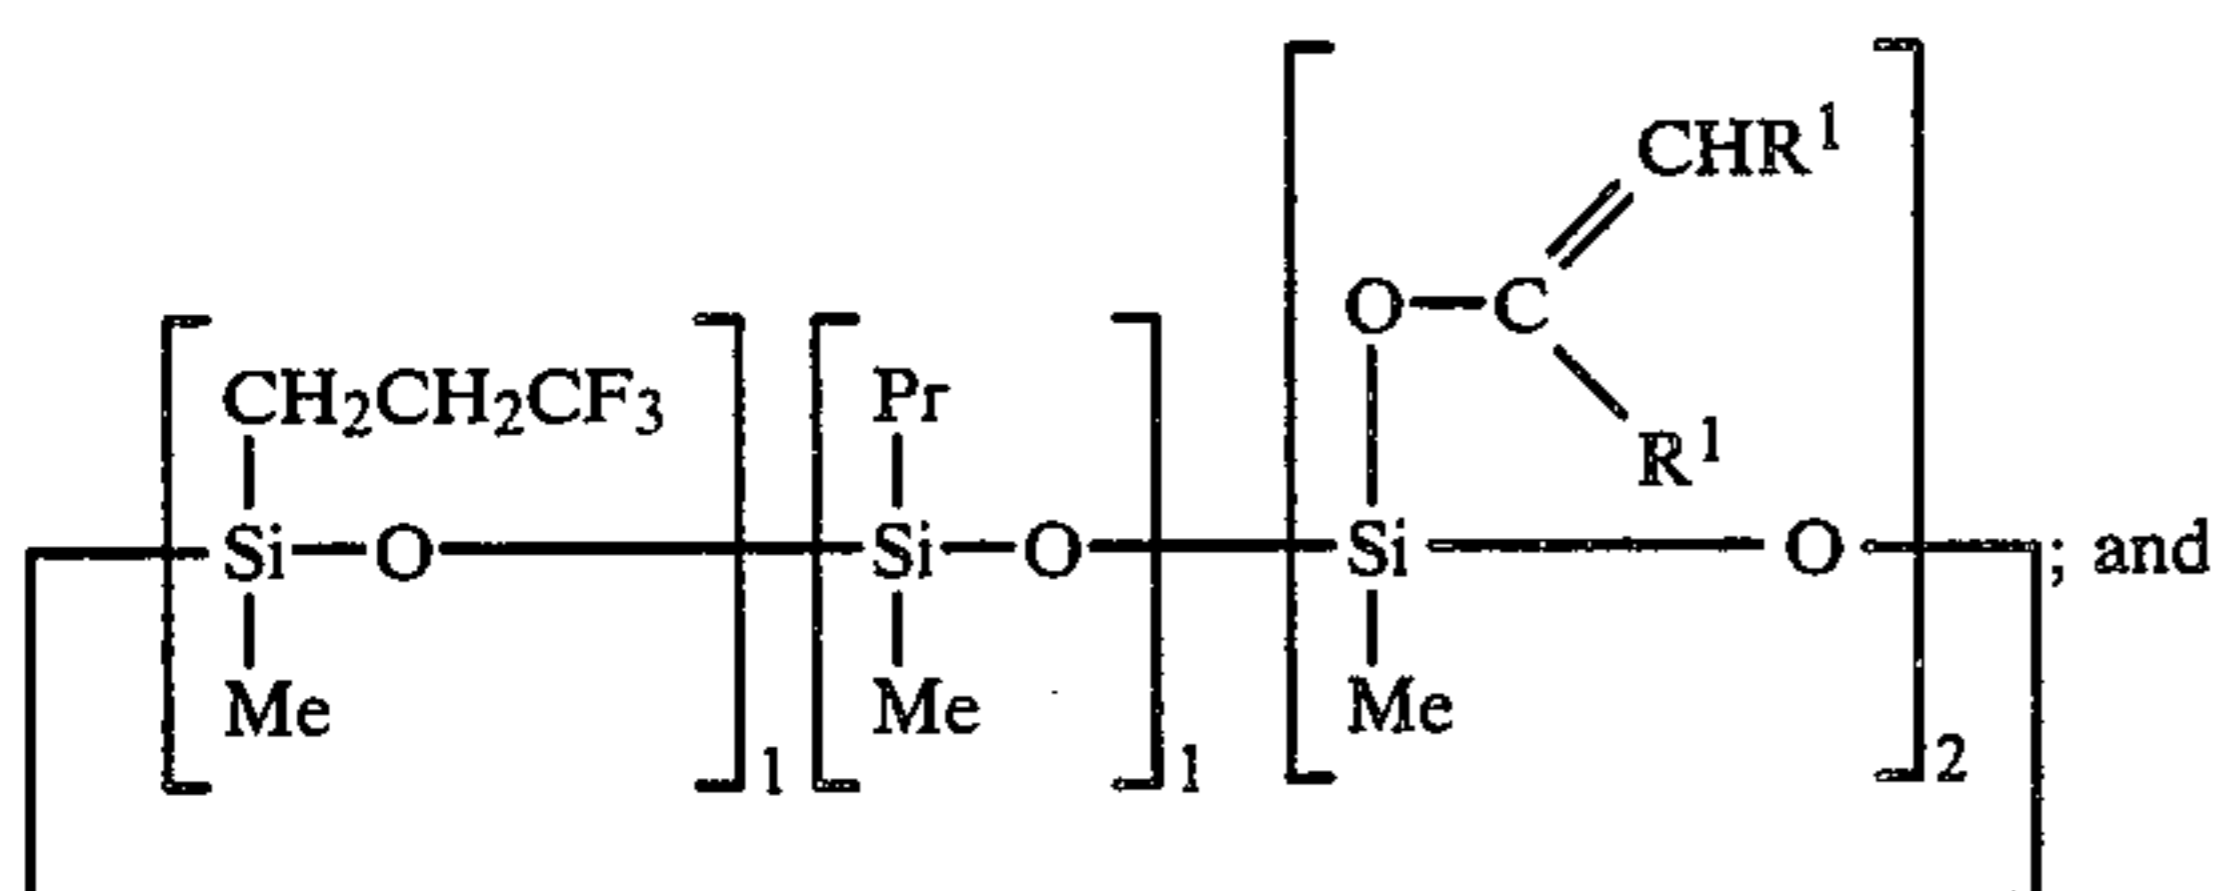 CHR¹
O—C
CH₂CH₂CF₃ Pr R¹
Si—O Si—O Si—O ; and
Me Me Me
1 1 2